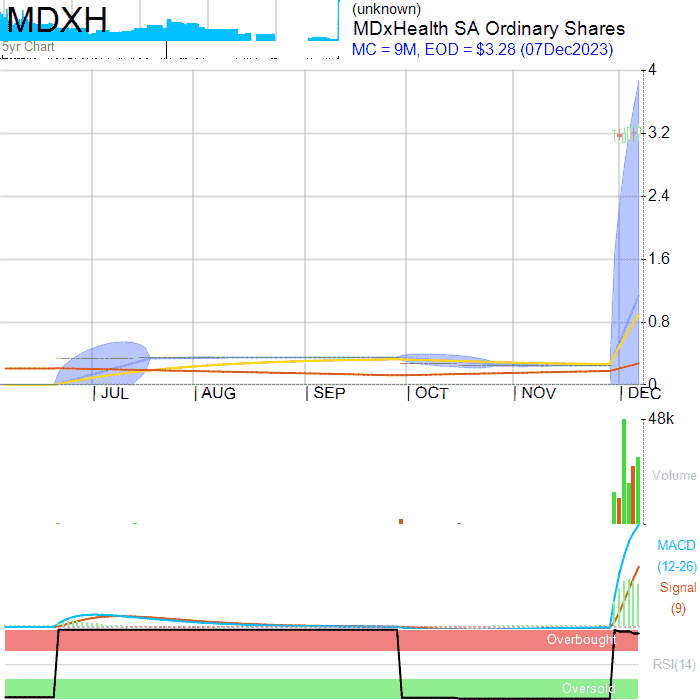 MDXH
5yr Chart
(unknown)
MDxHealth SA Ordinary Shares
MC = 9M, EOD = $3.28 (07Dec2023)
4
3.2
2.4
1.6
0.8
0
JUL AUG SEP OCT NOV DEC
48k
Volume
MACD
(12-26)
Signal
(9)
Overbought
RSI(14)
Oversold